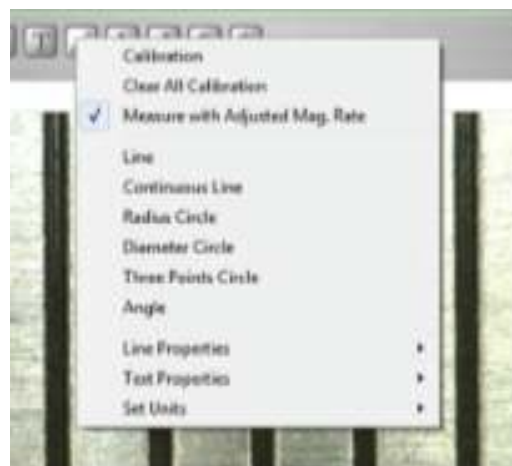 T
Calibration
Clear All Calibration
Measure with Adjusted Mag. Rate
Line
Continuous Line
Radius Circle
Diameter Circle
Three Points Circle
Angle
Line Properties
Text Properties
Set Units